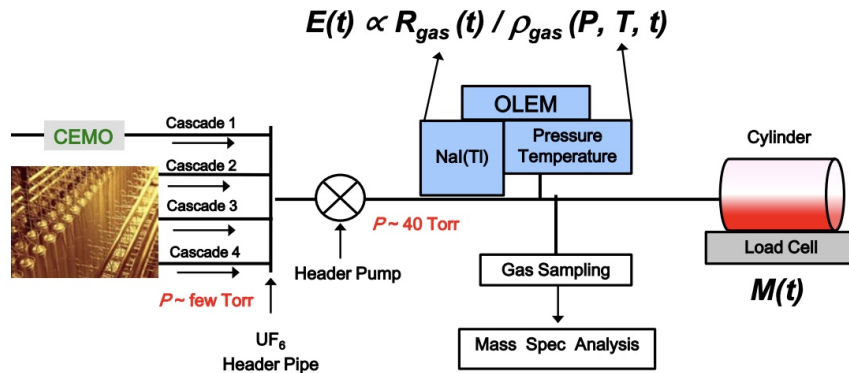 E(t) ∝ R_gas (t) / ρ_gas (P, T, t)
OLEM
CEMO
Cascade 1
Cascade 2
Cascade 3
Cascade 4
NaI(Tl)
Pressure
Temperature
Cylinder
P ~ 40 Torr
Header Pump
P ~ few Torr
UF₆
Header Pipe
Gas Sampling
Mass Spec Analysis
Load Cell
M(t)